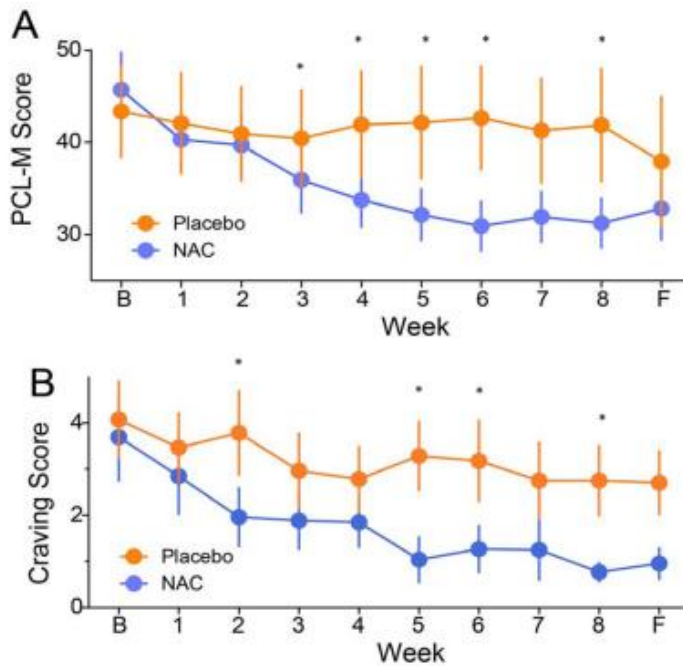 A
* * * * *
50
40
30
PCL-M Score
Placebo
NAC
B 1 2 3 4 5 6 7 8 F
Week
B
* * * *
4
2
0
Craving Score
Placebo
NAC
B 1 2 3 4 5 6 7 8 F
Week